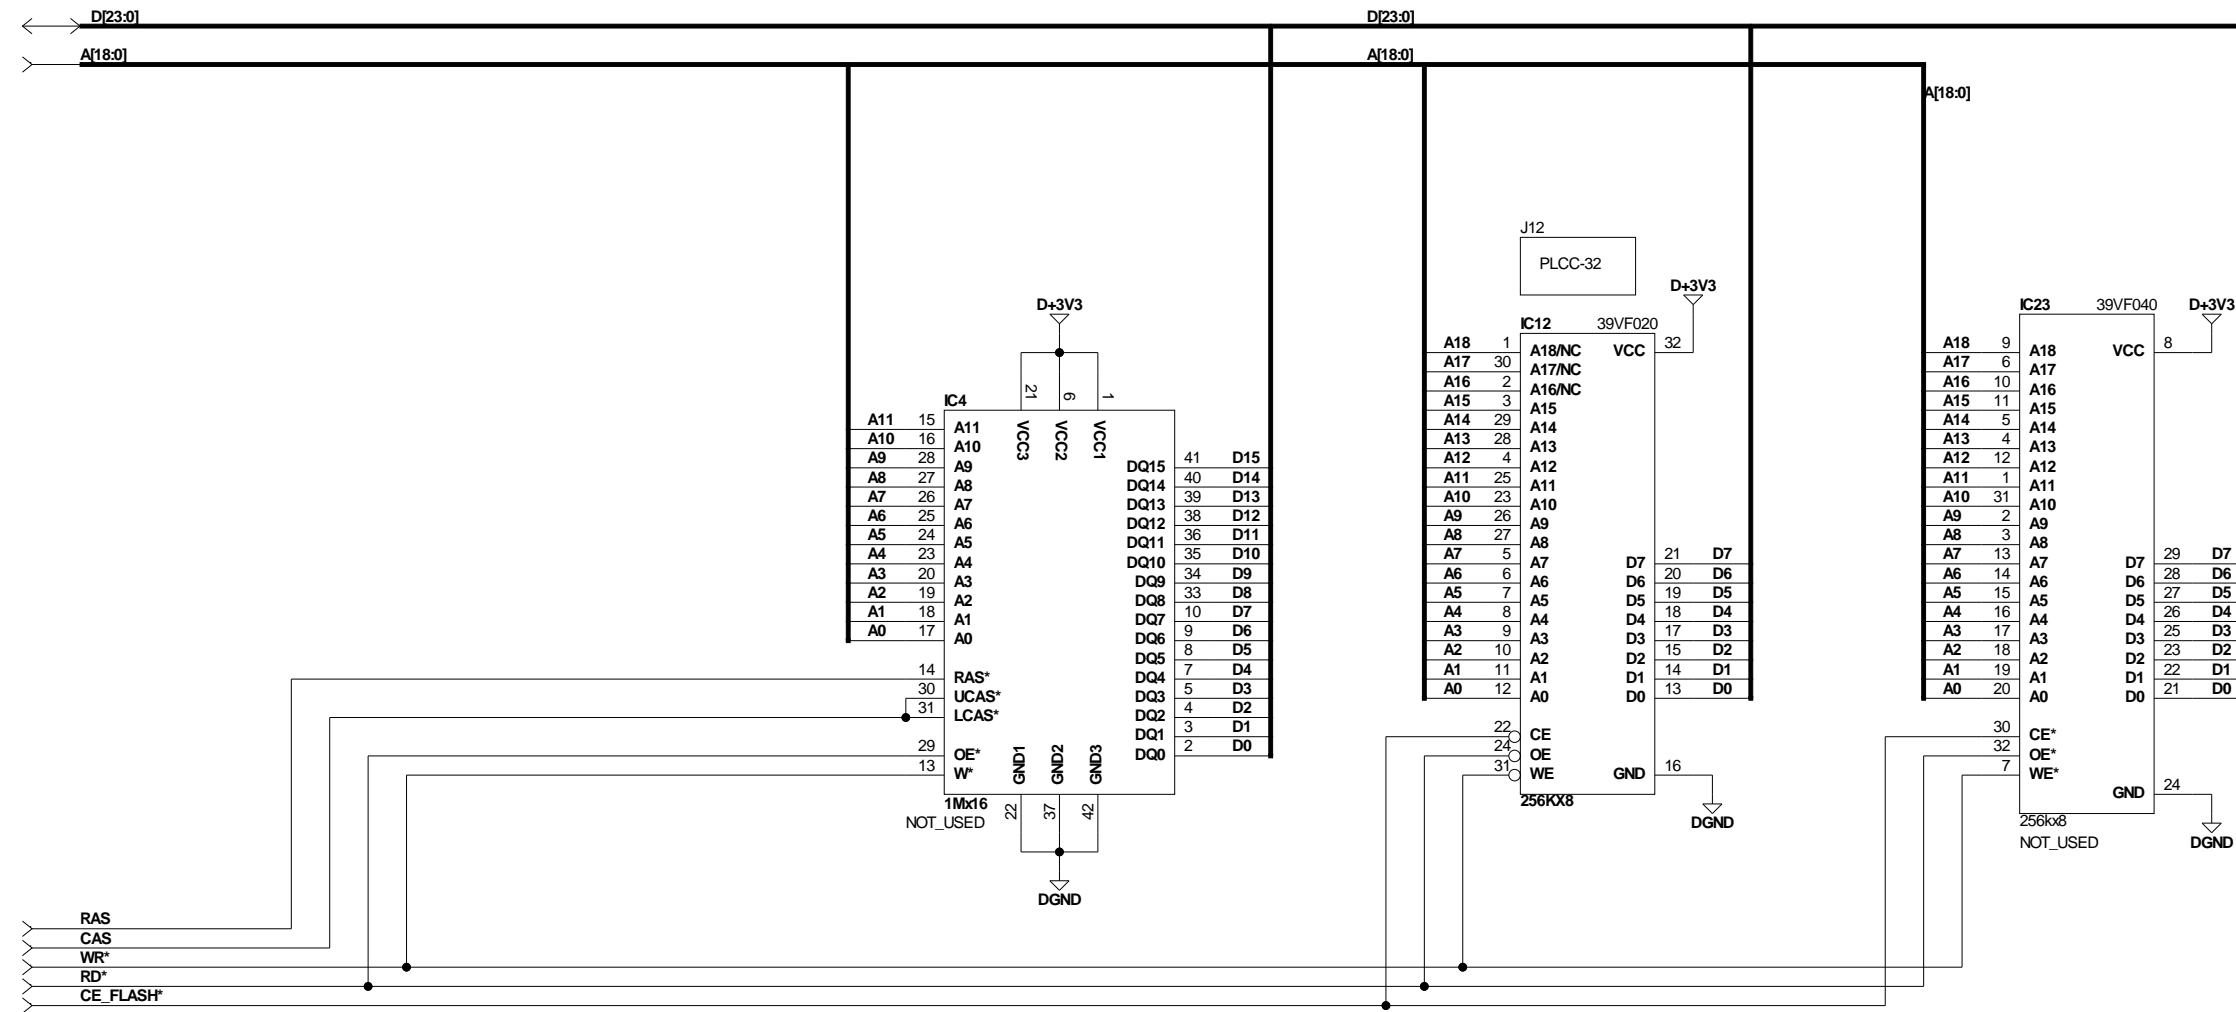 D[23:0]
D[23:0]
A[18:0]
A[18:0]
A[18:0]
J12
PLCC-32
D+3V3
IC4
21
6
1
VCC3
VCC2
VCC1
A11 15 A11
A10 16 A10
A9 28 A9
A8 27 A8
A7 26 A7
A6 25 A6
A5 24 A5
A4 23 A4
A3 20 A3
A2 19 A2
A1 18 A1
A0 17 A0
14 RAS*
30 UCAS*
31 LCAS*
29 OE*
13 W*
DQ15 41 D15
DQ14 40 D14
DQ13 39 D13
DQ12 38 D12
DQ11 36 D11
DQ10 35 D10
DQ9 34 D9
DQ8 33 D8
DQ7 10 D7
DQ6 9 D6
DQ5 8 D5
DQ4 7 D4
DQ3 5 D3
DQ2 4 D2
DQ1 3 D1
DQ0 2 D0
GND1
GND2
GND3
22
37
42
1Mx16
NOT_USED
DGND
D+3V3
IC12 39VF020
A18 1 A18/NC VCC 32
A17 30 A17/NC
A16 2 A16/NC
A15 3 A15
A14 29 A14
A13 28 A13
A12 4 A12
A11 25 A11
A10 23 A10
A9 26 A9
A8 27 A8
A7 5 A7
A6 6 A6
A5 7 A5
A4 8 A4
A3 9 A3
A2 10 A2
A1 11 A1
A0 12 A0
D7 21 D7
D6 20 D6
D5 19 D5
D4 18 D4
D3 17 D3
D2 15 D2
D1 14 D1
D0 13 D0
22 CE
24 OE
31 WE
GND 16
256KX8
DGND
D+3V3
IC23 39VF040
A18 9 A18 VCC 8
A17 6 A17
A16 10 A16
A15 11 A15
A14 5 A14
A13 4 A13
A12 12 A12
A11 1 A11
A10 31 A10
A9 2 A9
A8 3 A8
A7 13 A7
A6 14 A6
A5 15 A5
A4 16 A4
A3 17 A3
A2 18 A2
A1 19 A1
A0 20 A0
D7 29 D7
D6 28 D6
D5 27 D5
D4 26 D4
D3 25 D3
D2 23 D2
D1 22 D1
D0 21 D0
30 CE*
32 OE*
7 WE*
GND 24
256kx8
NOT_USED
DGND
RAS
CAS
WR*
RD*
CE_FLASH*